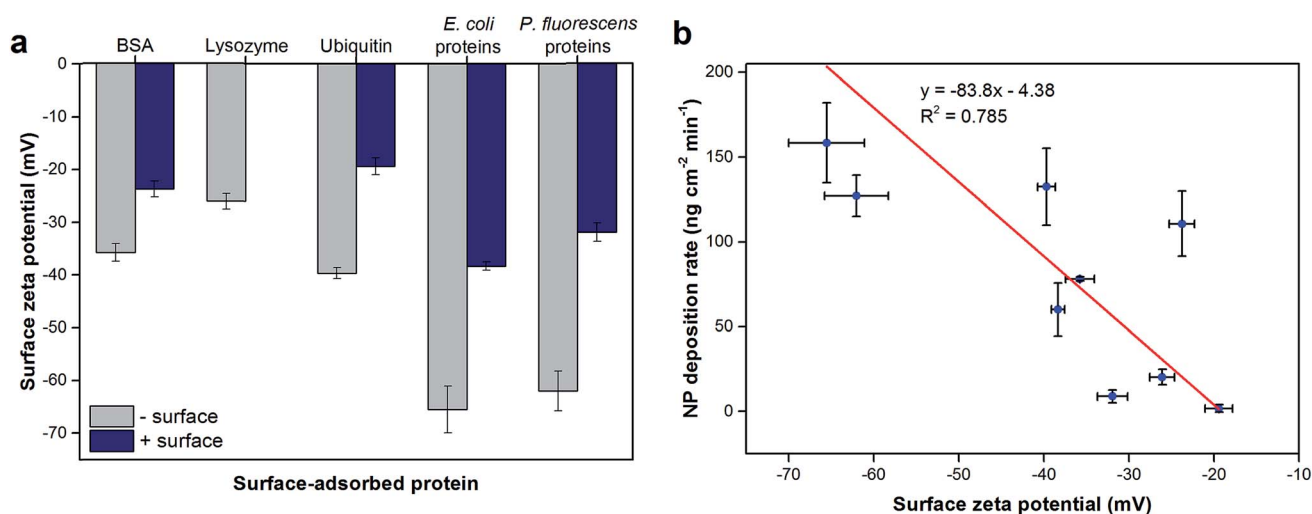 a
BSA
Lysozyme
Ubiquitin
E. coli
proteins
P. fluorescens
proteins
0
-10
-20
-30
-40
-50
-60
-70
Surface zeta potential (mV)
- surface
+ surface
Surface-adsorbed protein
b
y = -83.8x - 4.38
R² = 0.785
200
150
100
50
0
NP deposition rate (ng cm⁻² min⁻¹)
-70
-60
-50
-40
-30
-20
-10
Surface zeta potential (mV)